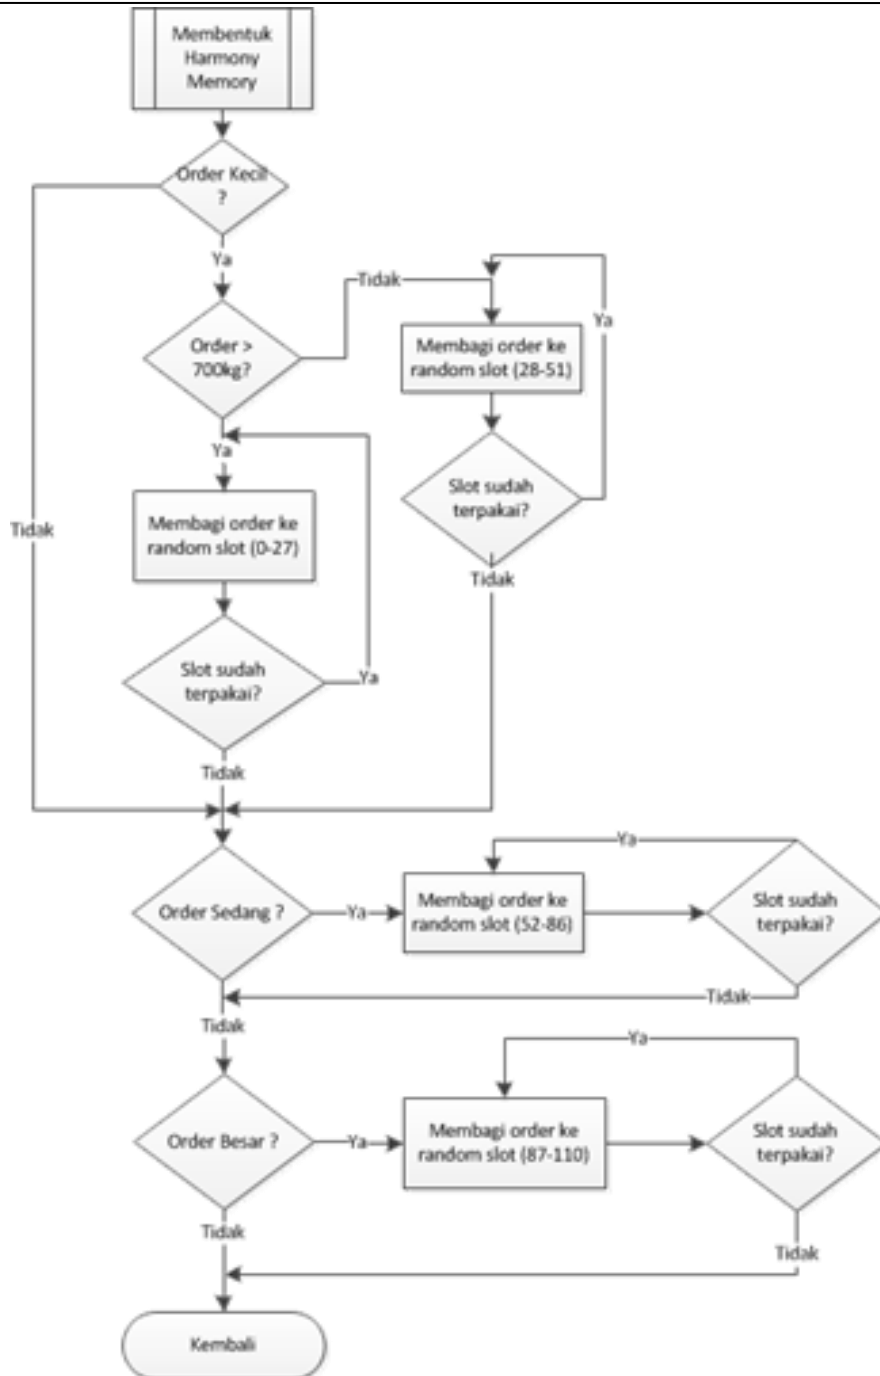 Membentuk
Harmony
Memory
Order Kecil
?
Ya
Tidak
Order >
700kg?
Membagi order ke
random slot (28-51)
Ya
Ya
Slot sudah
terpakai?
Tidak
Membagi order ke
random slot (0-27)
Tidak
Slot sudah
terpakai?
Ya
Tidak
Ya
Order Sedang ?
Ya
Membagi order ke
random slot (52-86)
Slot sudah
terpakai?
Tidak
Tidak
Ya
Order Besar ?
Ya
Membagi order ke
random slot (87-110)
Slot sudah
terpakai?
Tidak
Tidak
Kembali